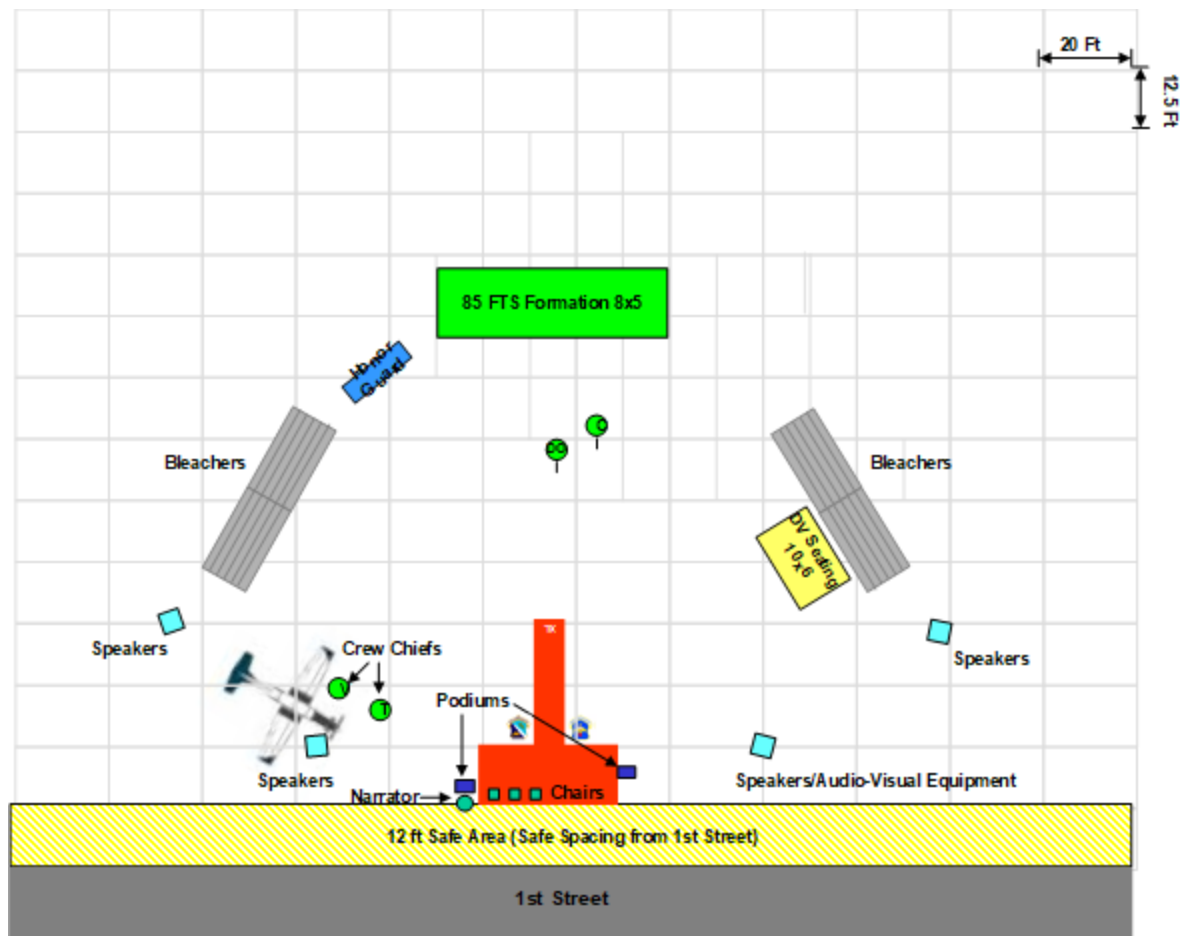 20 Ft
12.5 Ft
85 FTS Formation 8x5
Honor
Guard
Bleachers
Bleachers
DO
C
DV Seating
10x6
Speakers
Speakers
Crew Chiefs
T
Podiums
Speakers
Speakers/Audio-Visual Equipment
Narrator
Chairs
12 ft Safe Area (Safe Spacing from 1st Street)
1st Street